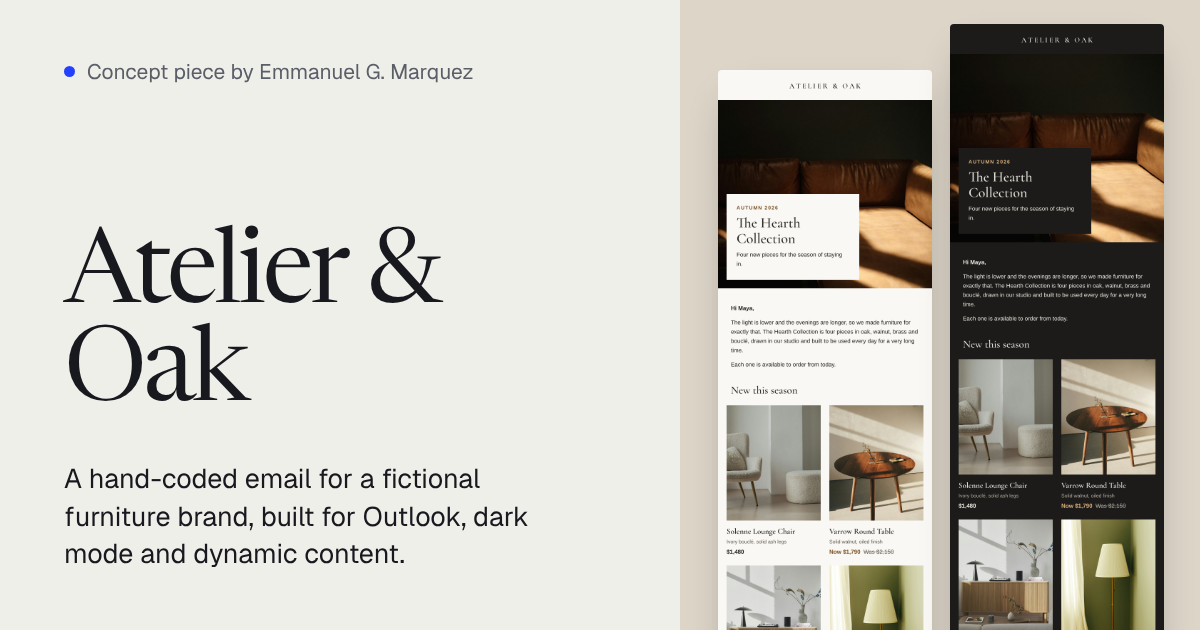 Concept piece by Emmanuel G. Marquez
Atelier &
Oak
A hand-coded email for a fictional
furniture brand, built for Outlook, dark
mode and dynamic content.
ATELIER & OAK
AUTUMN 2026
The Hearth
Collection
Four new pieces for the season of staying
in.
Hi Maya,
The light is lower and the evenings are longer, so we made furniture for
exactly that. The Hearth Collection is four pieces in oak, walnut, brass and
bouclé, drawn in our studio and built to be used every day for a very long
time.
Each one is available to order from today.
New this season
Solenne Lounge Chair
Ivory bouclé, solid ash legs
$1,480
Varrow Round Table
Solid walnut, oiled finish
Now $1,790 Was $2,150
ATELIER & OAK
AUTUMN 2026
The Hearth
Collection
Four new pieces for the season of staying
in.
Hi Maya,
The light is lower and the evenings are longer, so we made furniture for
exactly that. The Hearth Collection is four pieces in oak, walnut, brass and
bouclé, drawn in our studio and built to be used every day for a very long
time.
Each one is available to order from today.
New this season
Solenne Lounge Chair
Ivory bouclé, solid ash legs
$1,480
Varrow Round Table
Solid walnut, oiled finish
Now $1,790 Was $2,150